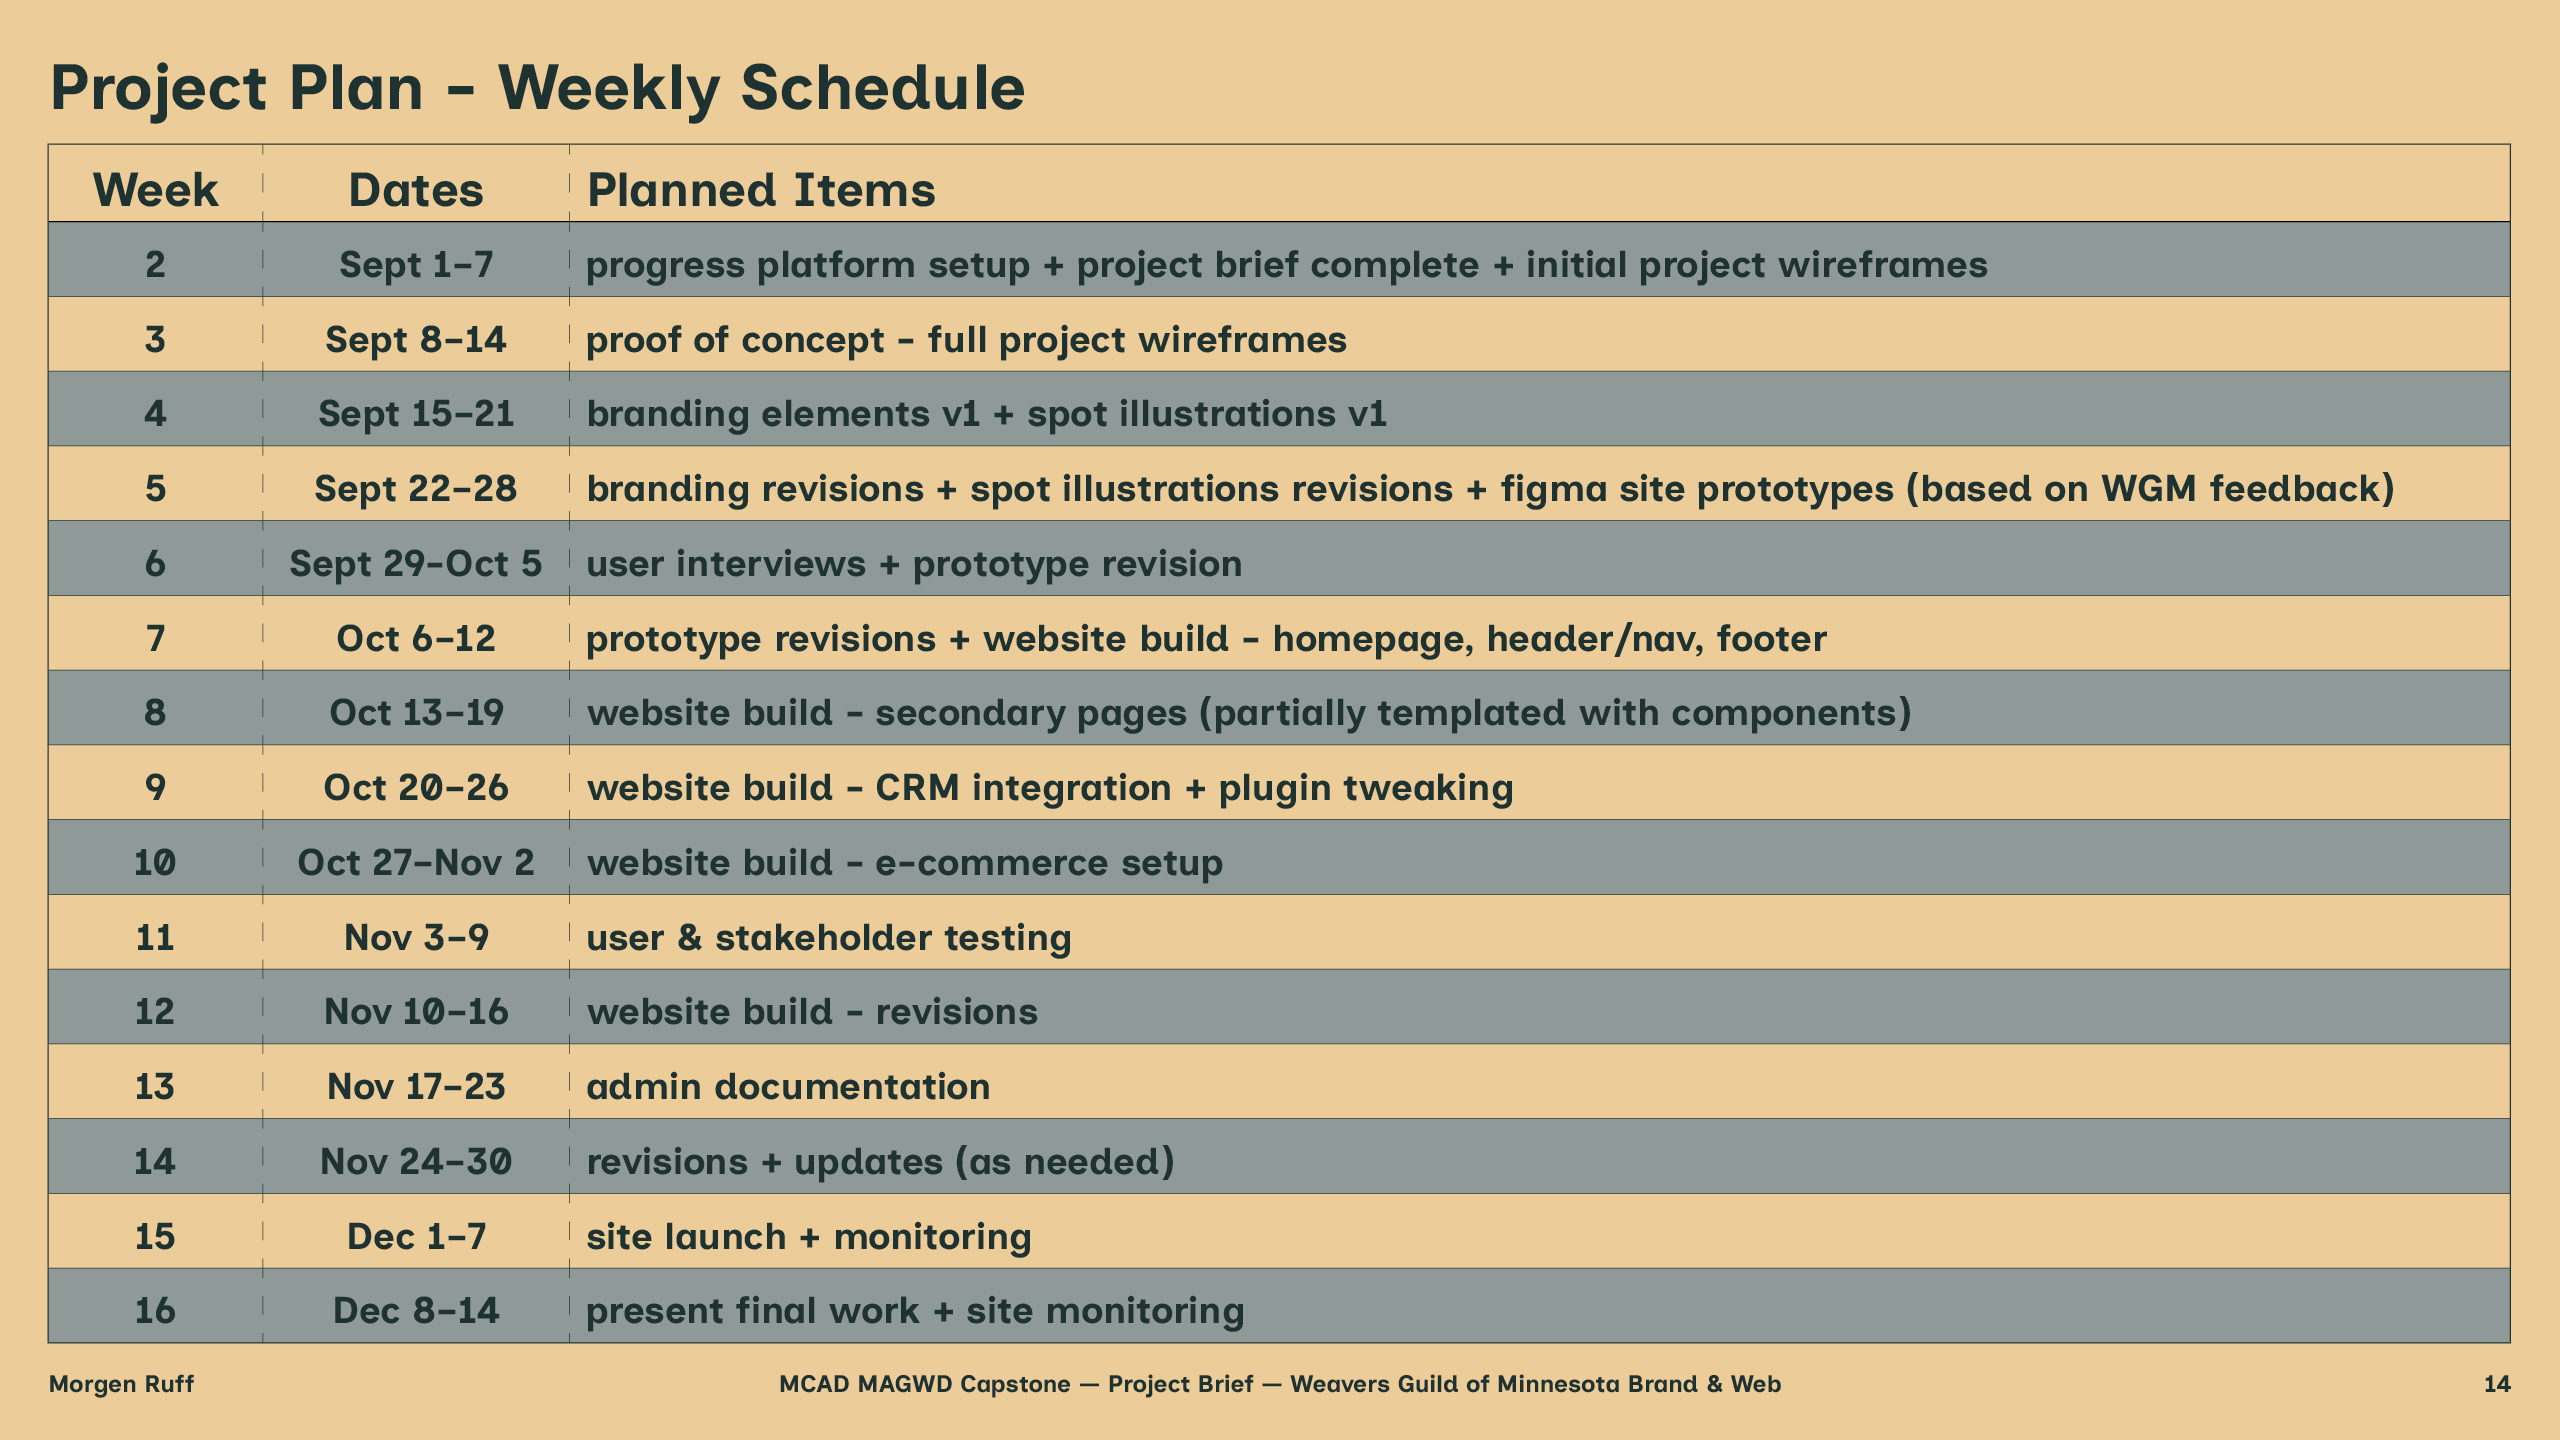 Project Plan – Weekly Schedule
Week Dates Planned Items
2 Sept 1–7 progress platform setup + project brief complete + initial project wireframes
3 Sept 8–14 proof of concept – full project wireframes
4 Sept 15–21 branding elements v1 + spot illustrations v1
5 Sept 22–28 branding revisions + spot illustrations revisions + figma site prototypes (based on WGM feedback)
6 Sept 29–Oct 5 user interviews + prototype revision
7 Oct 6–12 prototype revisions + website build – homepage, header/nav, footer
8 Oct 13–19 website build – secondary pages (partially templated with components)
9 Oct 20–26 website build – CRM integration + plugin tweaking
10 Oct 27–Nov 2 website build – e-commerce setup
11 Nov 3–9 user & stakeholder testing
12 Nov 10–16 website build – revisions
13 Nov 17–23 admin documentation
14 Nov 24–30 revisions + updates (as needed)
15 Dec 1–7 site launch + monitoring
16 Dec 8–14 present final work + site monitoring
Morgen Ruff MCAD MAGWD Capstone — Project Brief — Weavers Guild of Minnesota Brand & Web 14